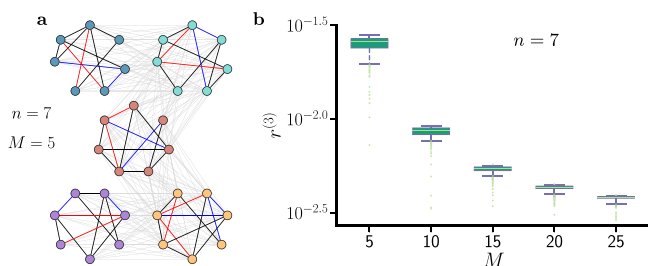 a
n = 7
M = 5
b
n = 7
r^{(3)}
10^{-1.5}
10^{-2.0}
10^{-2.5}
5 10 15 20 25
M